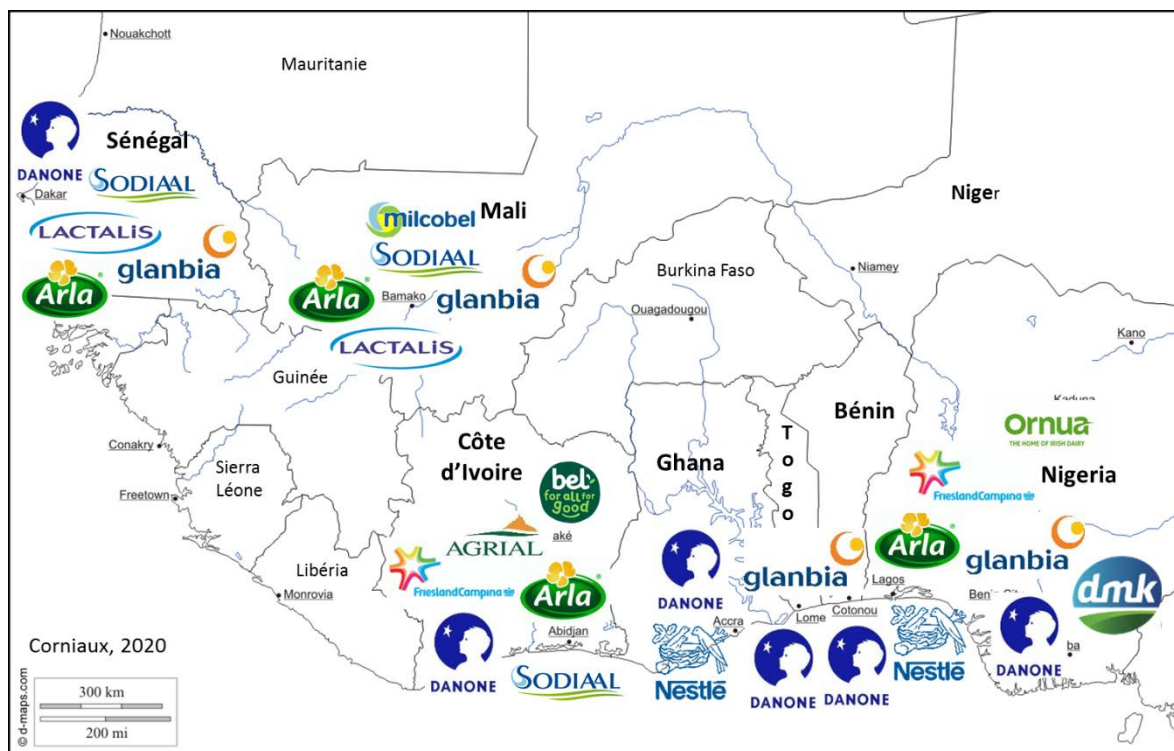 Nouakchott
Mauritanie
Sénégal
DANONE
SODIAAL
Dakar
LACTALIS
glanbia
Arla
milcobel
Mali
SODIAAL
Arla
Bamako
glanbia
LACTALIS
Niger
Niamey
Burkina Faso
Ouagadougou
Kano
Kaduna
Guinée
Conakry
Sierra
Léone
Freetown
Libéria
Monrovia
Côte
d'Ivoire
bel
for all for
good
AGRIAL
aké
FrieslandCampina
Arla
DANONE
Abidjan
SODIAAL
Ghana
DANONE
Accra
Nestlé
T
o
g
o
Bénin
glanbia
Lome
Cotonou
DANONE
DANONE
ornua
THE HOME OF IRISH DAIRY
Nigeria
FrieslandCampina
Arla
glanbia
Lagos
Nestlé
DANONE
dmk
ba
Corniaux, 2020
300 km
200 mi
© d-maps.com